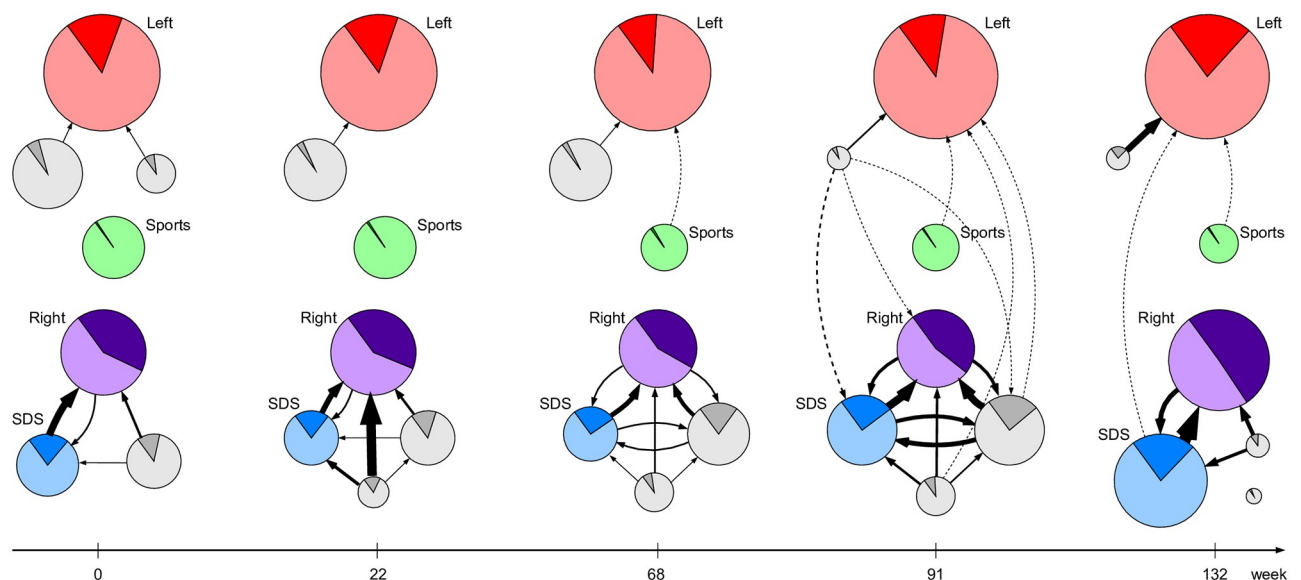 Left
Left
Left
Left
Left
Sports
Sports
Sports
Sports
Sports
Right
Right
Right
Right
Right
SDS
SDS
SDS
SDS
SDS
0
22
68
91
132
week